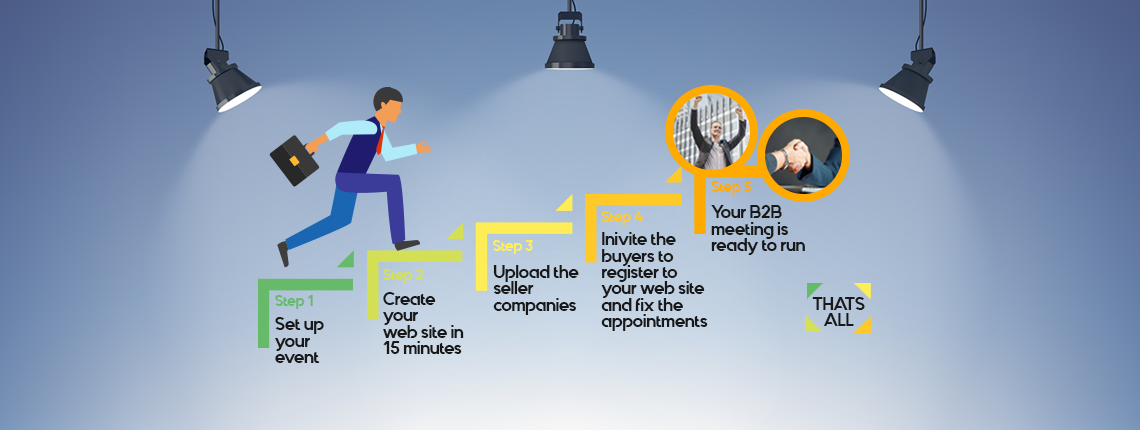 Step 1
Set up
your
event
Step 2
Create
your
web site in
15 minutes
Step 3
Upload the
seller
companies
Step 4
Inivite the
buyers to
register to
your web site
and fix the
appointments
Step 5
Your B2B
meeting is
ready to run
THATS
ALL